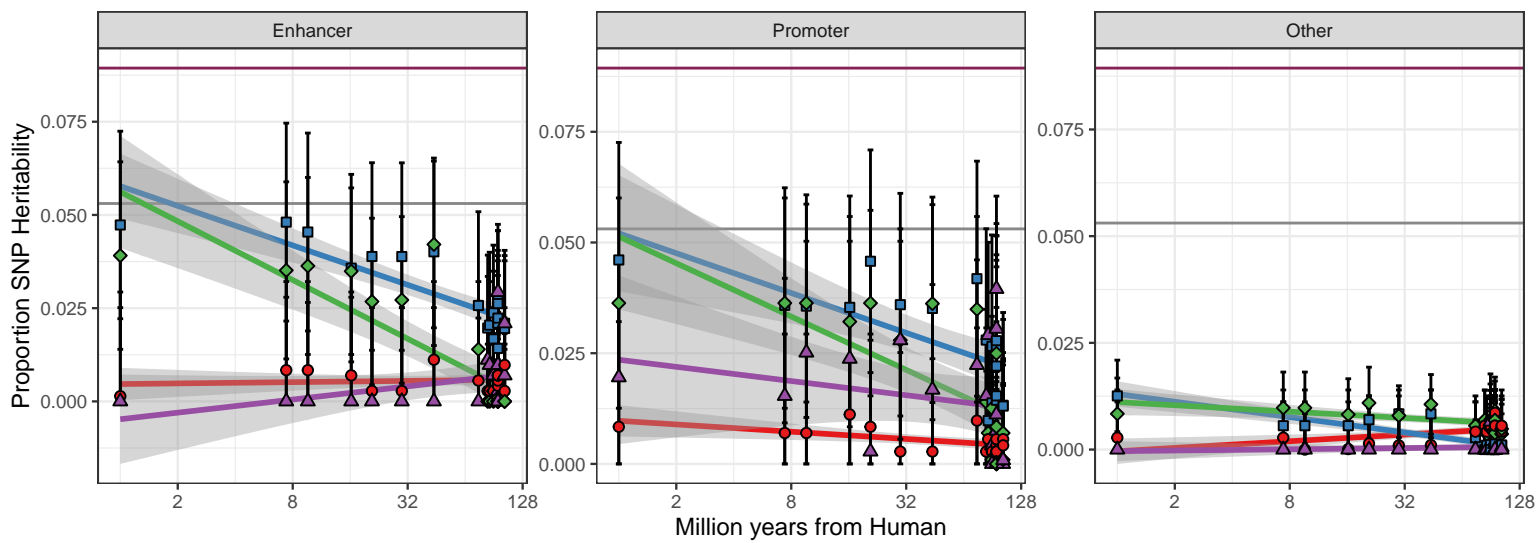 Enhancer
Promoter
Other
Proportion SNP Heritability
0.075
0.050
0.025
0.000
0.075
0.050
0.025
0.000
0.075
0.050
0.025
0.000
2 8 32 128
2 8 32 128
2 8 32 128
Million years from Human